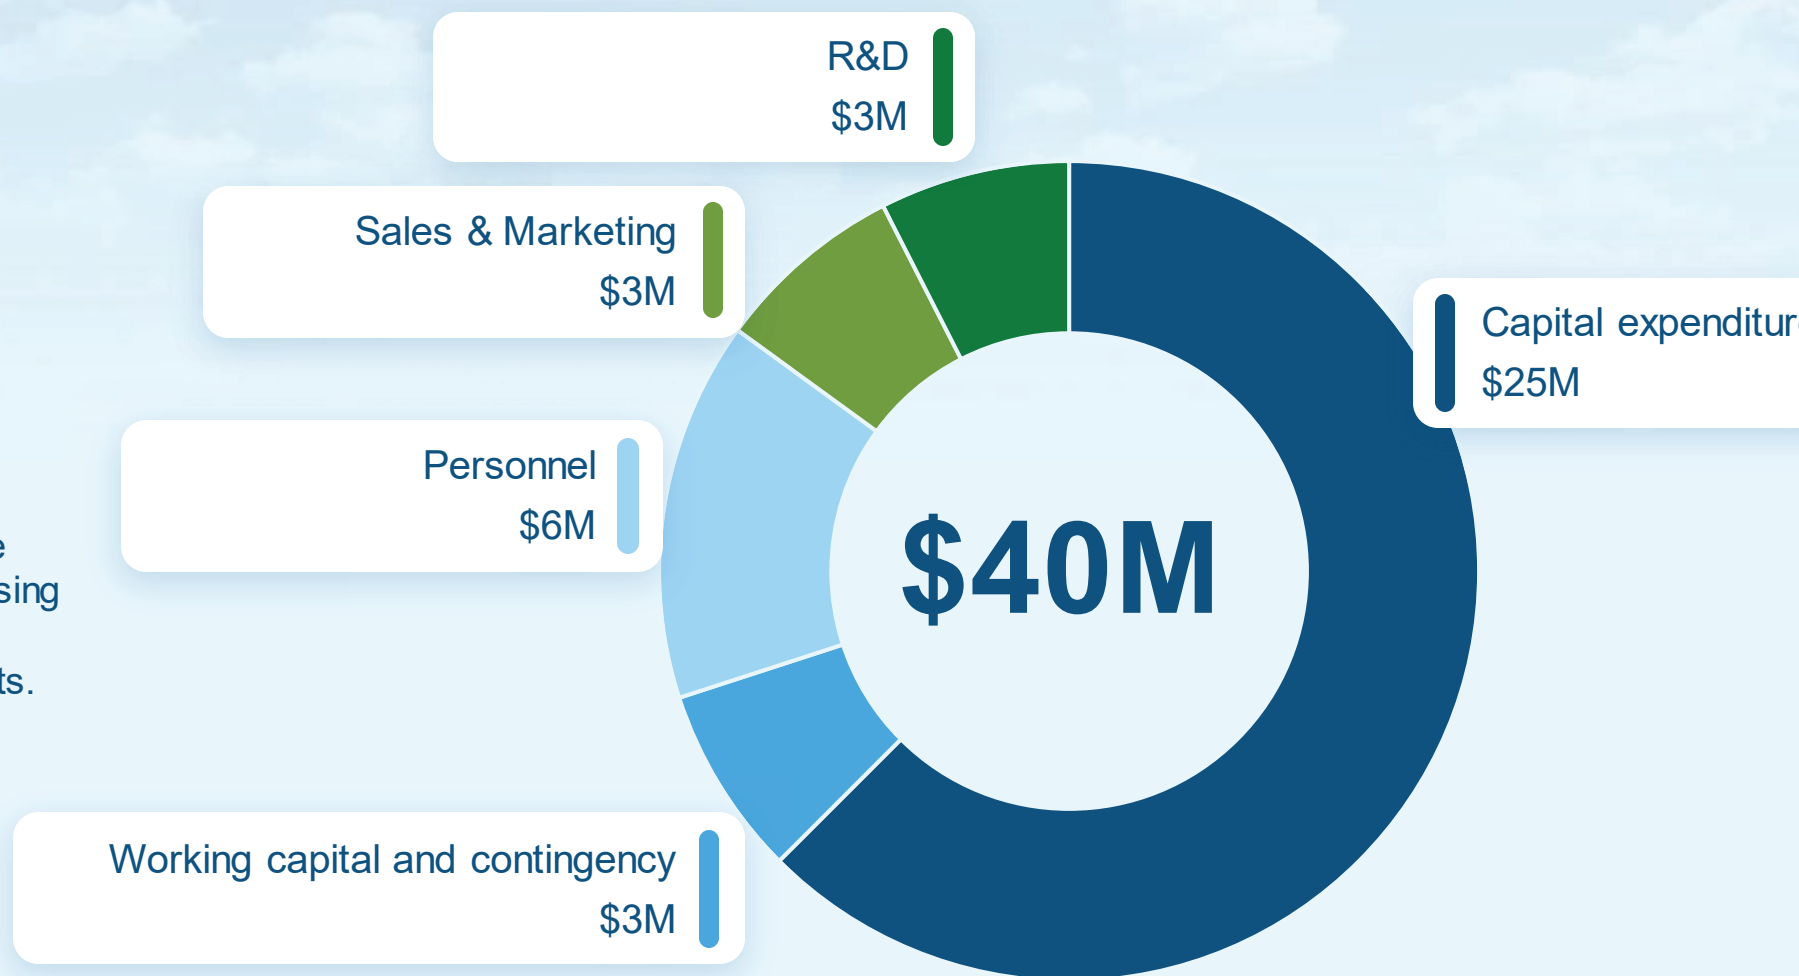 R&D
$3M
Sales & Marketing
$3M
Capital expenditur
$25M
Personnel
$6M
$40M
sing
ts.
Working capital and contingency
$3M